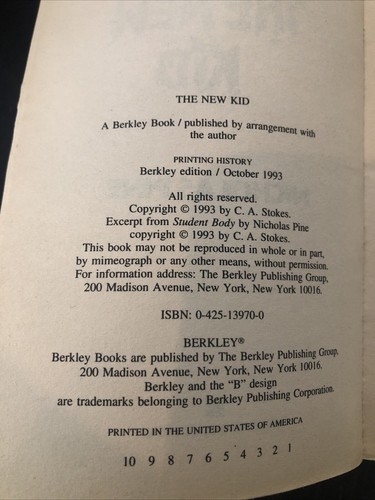 THE NEW KID
A Berkley Book / published by arrangement with
the author
PRINTING HISTORY
Berkley edition / October 1993
All rights reserved.
Copyright © 1993 by C. A. Stokes.
Excerpt from Student Body by Nicholas Pine
copyright © 1993 by C. A. Stokes.
This book may not be reproduced in whole or in part,
by mimeograph or any other means, without permission.
For information address: The Berkley Publishing Group,
200 Madison Avenue, New York, New York 10016.
ISBN: 0-425-13970-0
BERKLEY®
Berkley Books are published by The Berkley Publishing Group,
200 Madison Avenue, New York, New York 10016.
Berkley and the “B” design
are trademarks belonging to Berkley Publishing Corporation.
PRINTED IN THE UNITED STATES OF AMERICA
10 9 8 7 6 5 4 3 2 1